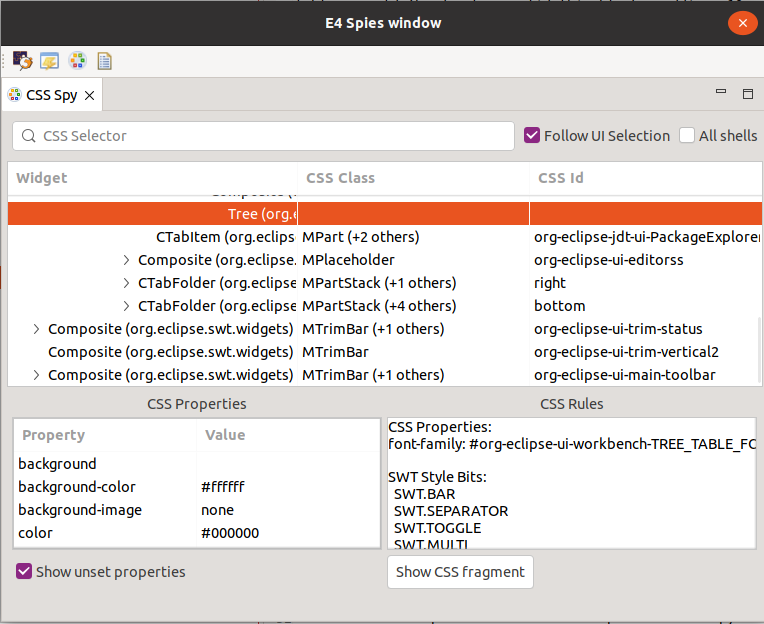 E4 Spies window
CSS Spy
CSS Selector
Follow UI Selection
All shells
Widget CSS Class CSS Id
Tree (org.e
CTabItem (org.eclips MPart (+2 others) org-eclipse-jdt-ui-PackageExplorer
Composite (org.eclipse. MPlaceholder org-eclipse-ui-editorss
CTabFolder (org.eclipse MPartStack (+1 others) right
CTabFolder (org.eclipse MPartStack (+4 others) bottom
Composite (org.eclipse.swt.widgets) MTrimBar (+1 others) org-eclipse-ui-trim-status
Composite (org.eclipse.swt.widgets) MTrimBar org-eclipse-ui-trim-vertical2
Composite (org.eclipse.swt.widgets) MTrimBar (+1 others) org-eclipse-ui-main-toolbar
CSS Properties
Property Value
background
background-color #ffffff
background-image none
color #000000
Show unset properties
CSS Rules
CSS Properties:
font-family: #org-eclipse-ui-workbench-TREE_TABLE_FO
SWT Style Bits:
SWT.BAR
SWT.SEPARATOR
SWT.TOGGLE
SWT.MULTI
Show CSS fragment